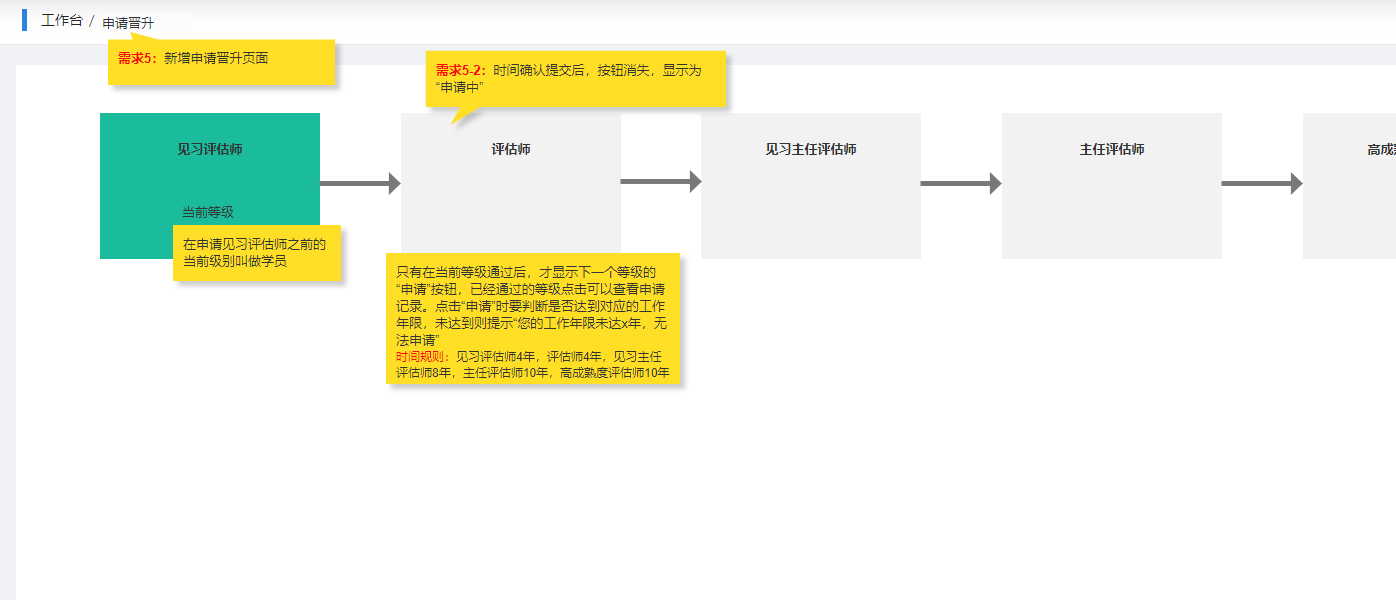 工作台 / 申请晋升
需求5：新增申请晋升页面
需求5-2：时间确认提交后，按钮消失，显示为
“申请中”
见习评估师
评估师
见习主任评估师
主任评估师
高成
当前等级
在申请见习评估师之前的
当前级别叫做学员
只有在当前等级通过后，才显示下一个等级的
“申请”按钮，已经通过的等级点击可以查看申请
记录。点击“申请”时要判断是否达到对应的工作
年限，未达到则提示“您的工作年限未达x年，无
法申请”
时间规则：见习评估师4年，评估师4年，见习主任
评估师8年，主任评估师10年，高成熟度评估师10年